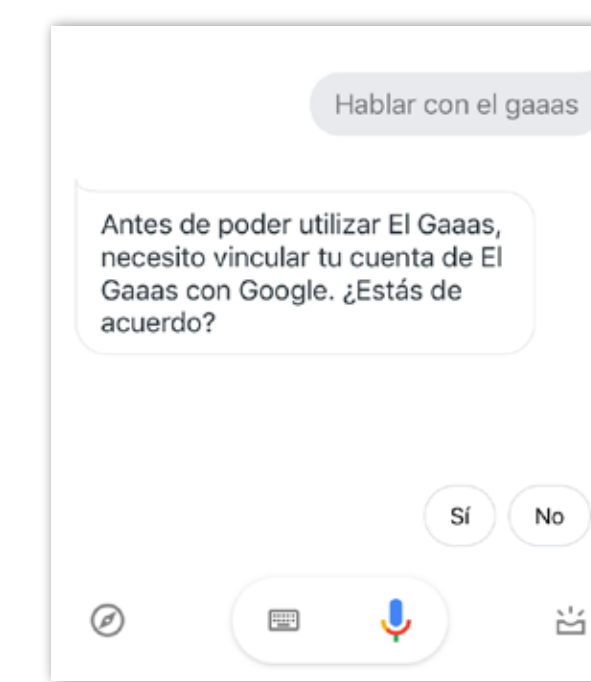 Hablar con el gaaas
Antes de poder utilizar El Gaaas,
necesito vincular tu cuenta de El
Gaaas con Google. ¿Estás de
acuerdo?
Sí
No